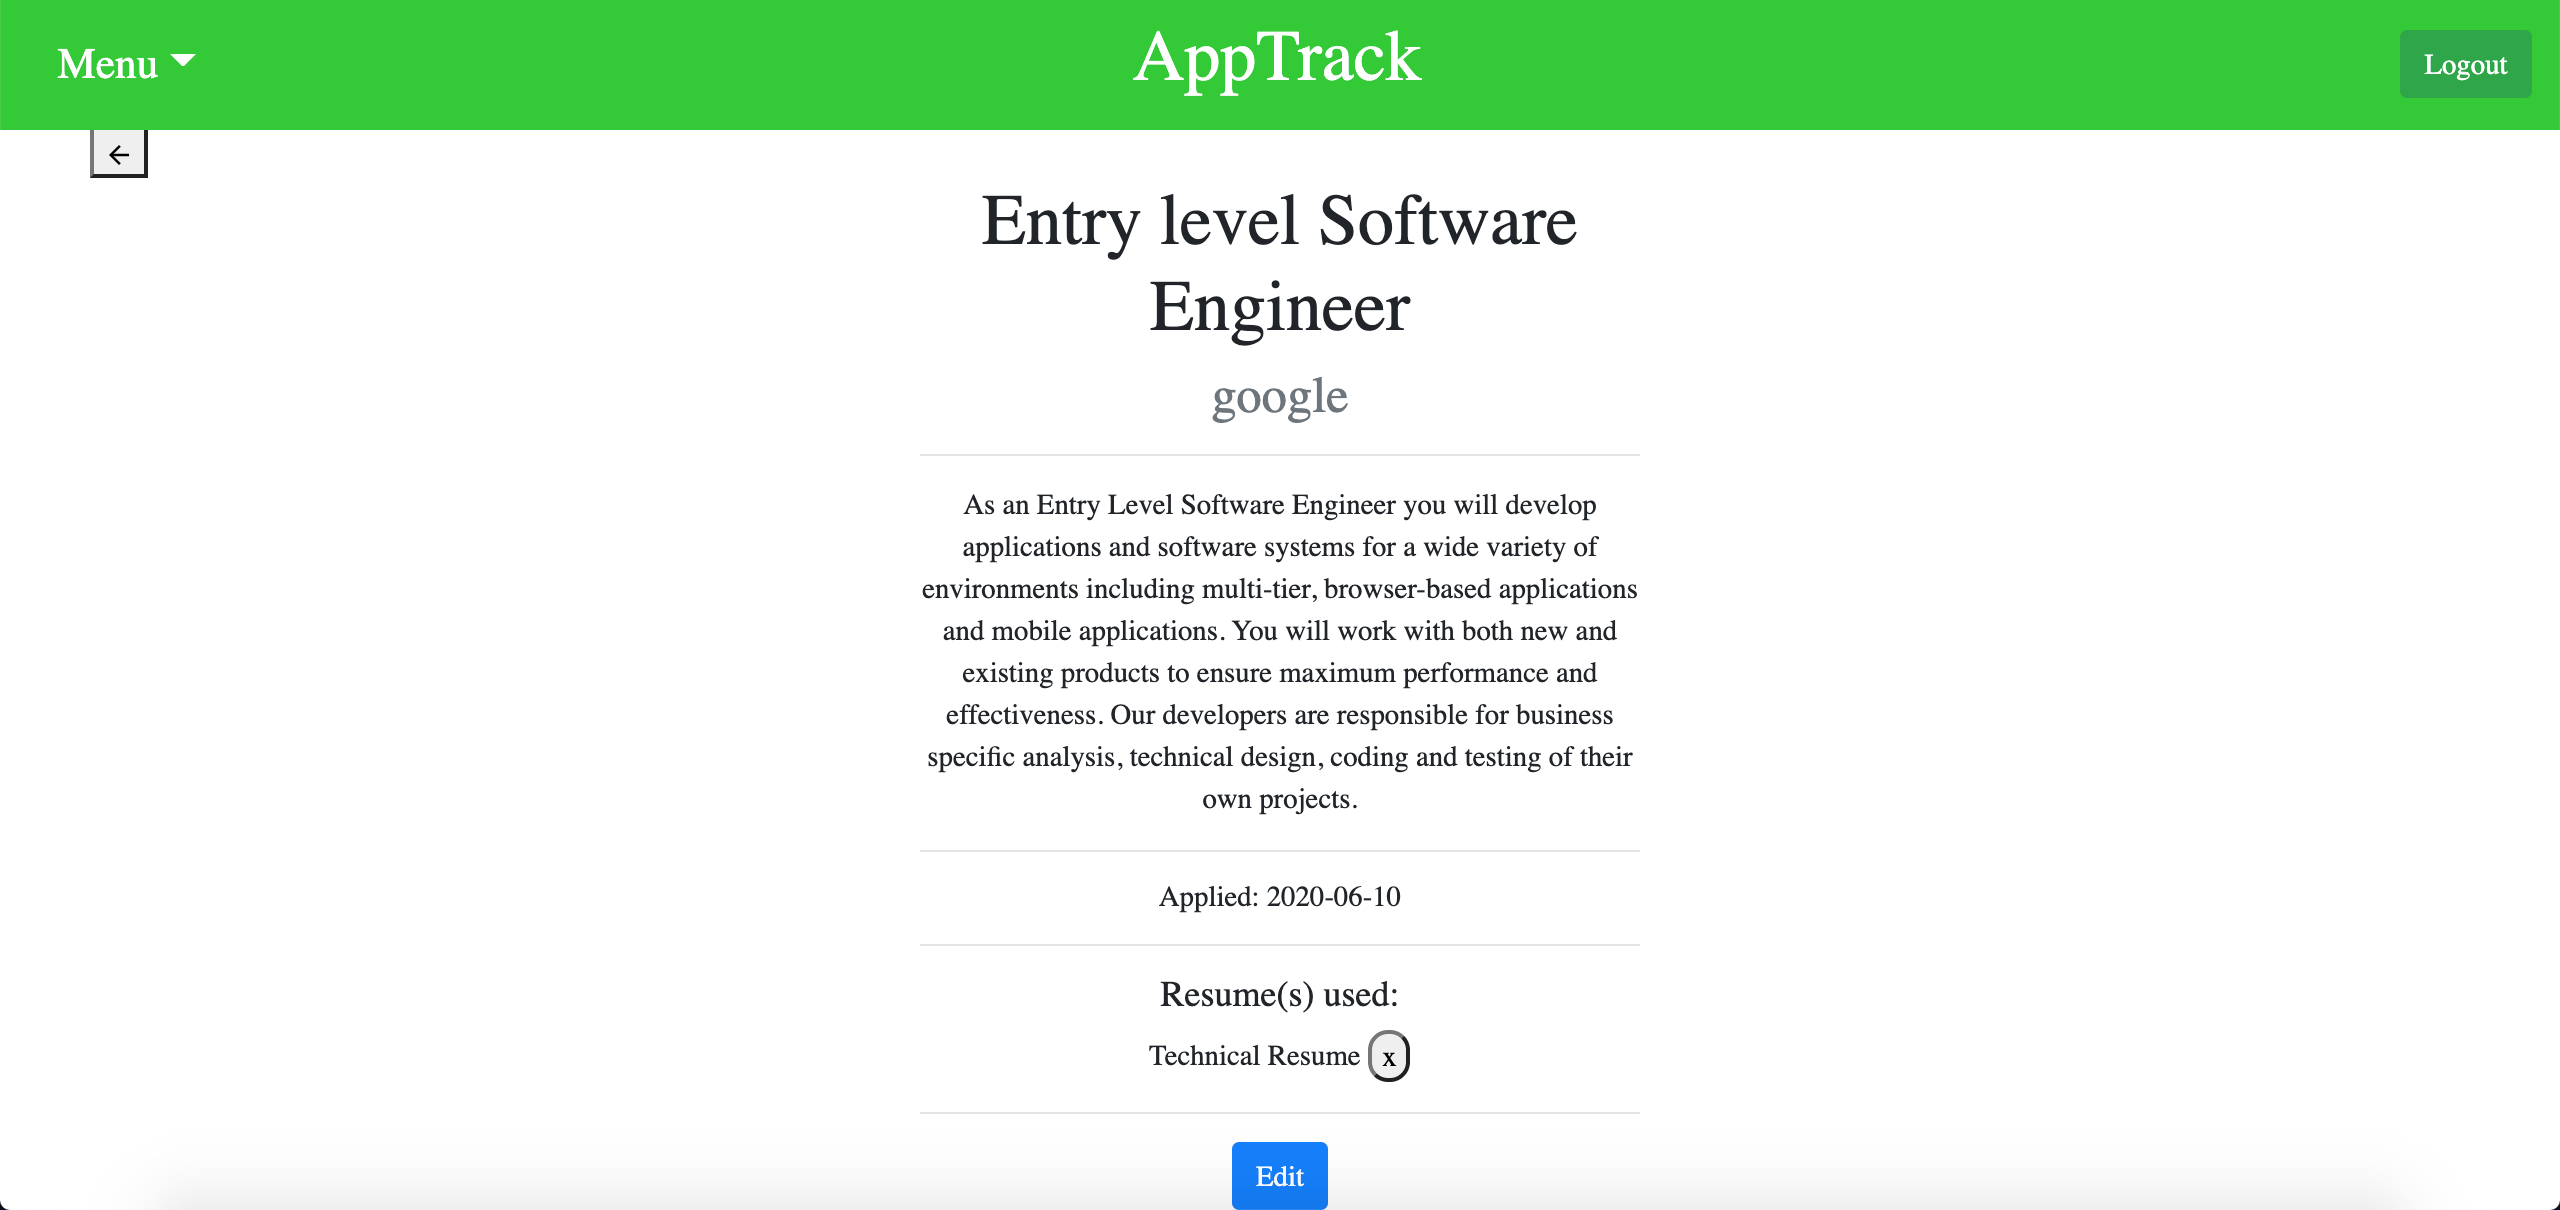 Menu
AppTrack
Logout
←
Entry level Software
Engineer
google
As an Entry Level Software Engineer you will develop
applications and software systems for a wide variety of
environments including multi-tier, browser-based applications
and mobile applications. You will work with both new and
existing products to ensure maximum performance and
effectiveness. Our developers are responsible for business
specific analysis, technical design, coding and testing of their
own projects.
Applied: 2020-06-10
Resume(s) used:
Technical Resume x
Edit